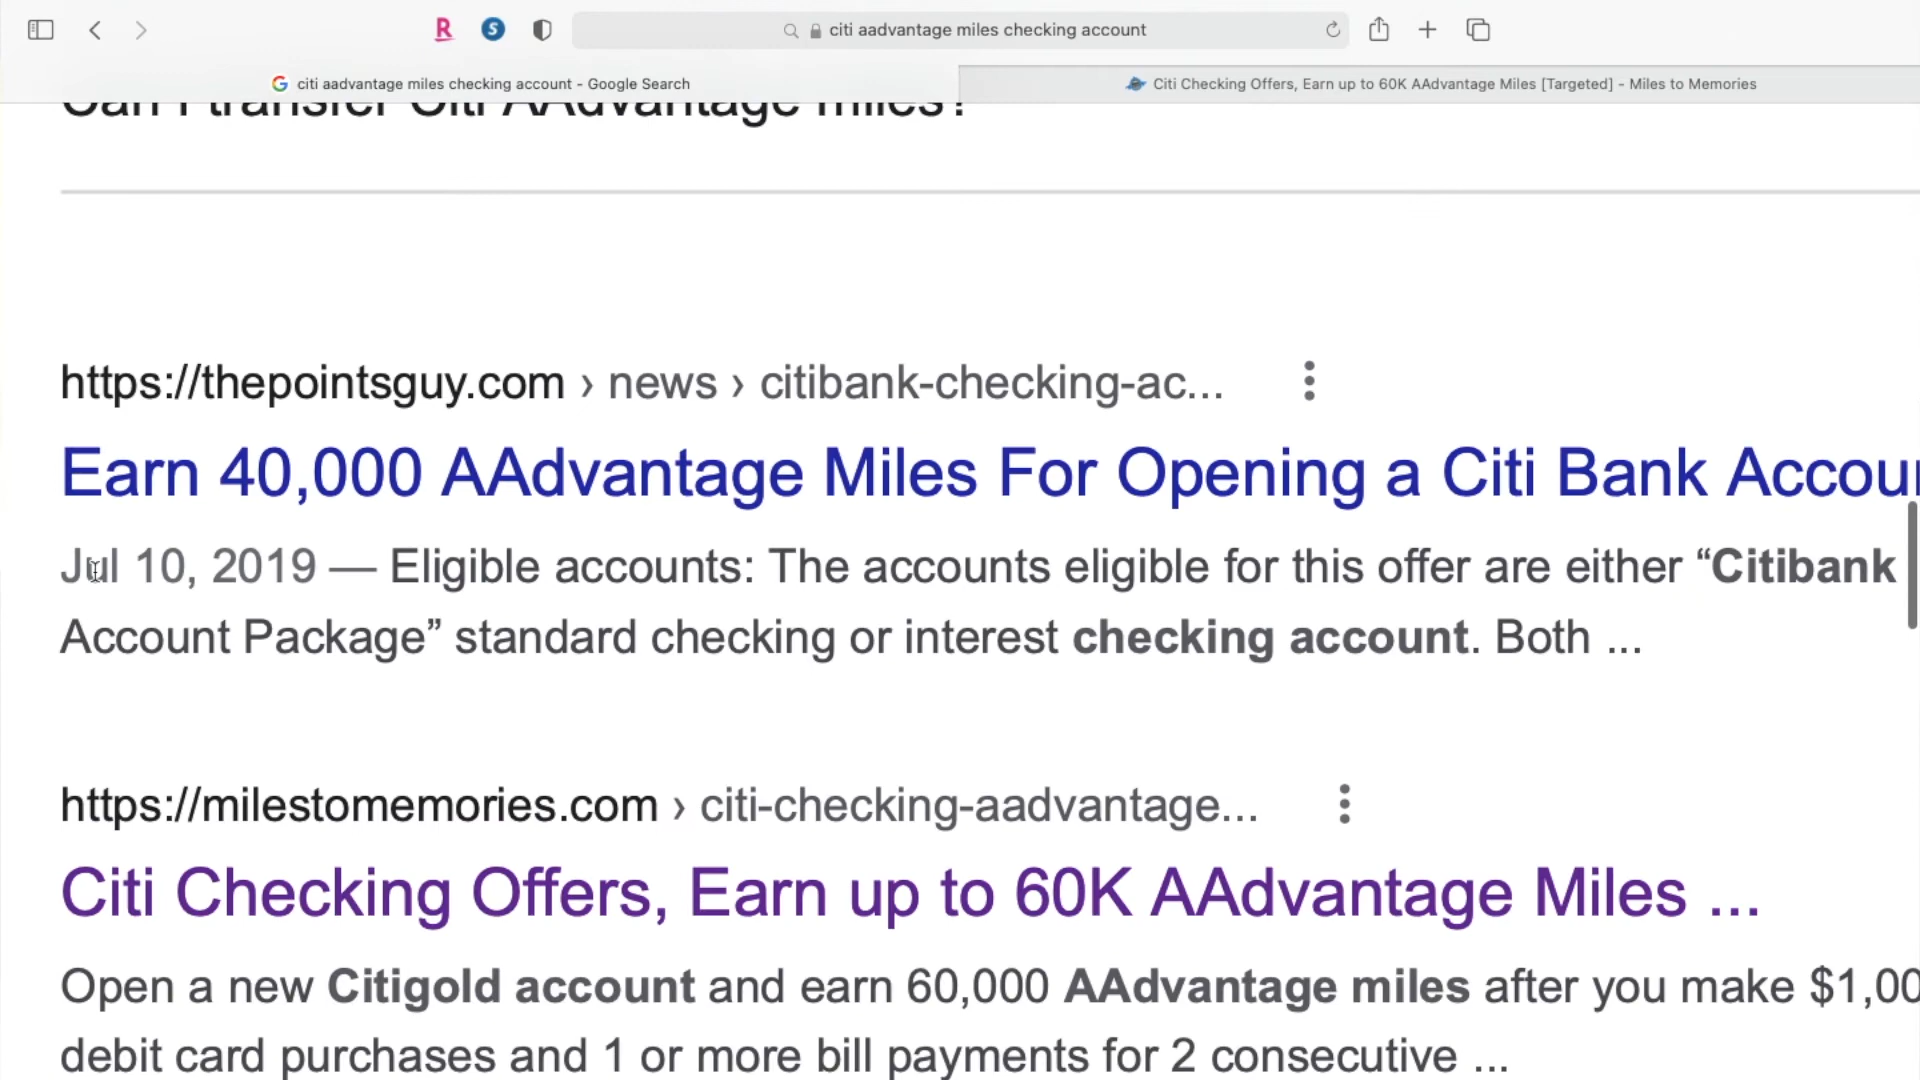 citi aadvantage miles checking account
citi aadvantage miles checking account - Google Search
Citi Checking Offers, Earn up to 60K AAdvantage Miles [Targeted] - Miles to Memories
Can I transfer Citi AAdvantage miles?
https://thepointsguy.com › news › citibank-checking-ac...
Earn 40,000 AAdvantage Miles For Opening a Citi Bank Accou
Jul 10, 2019 — Eligible accounts: The accounts eligible for this offer are either “Citibank
Account Package” standard checking or interest checking account. Both ...
https://milestomemories.com › citi-checking-aadvantage...
Citi Checking Offers, Earn up to 60K AAdvantage Miles ...
Open a new Citigold account and earn 60,000 AAdvantage miles after you make $1,00
debit card purchases and 1 or more bill payments for 2 consecutive ...